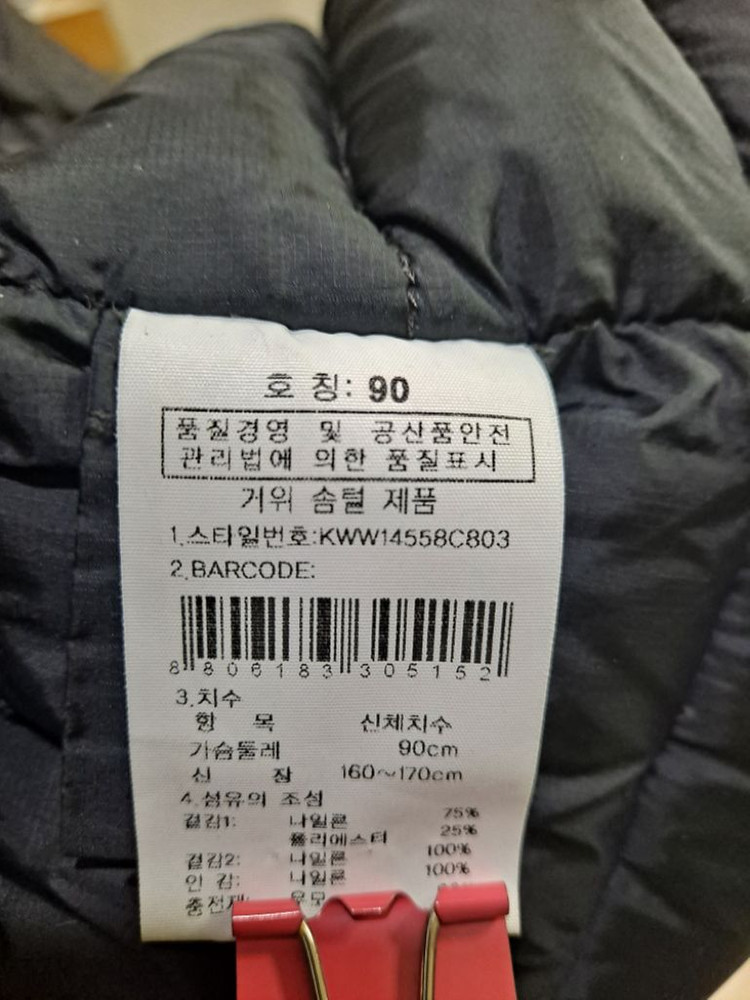 호 칭: 90
품질경영 및 공산품안전
관리법에 의한 품질표시
거위 솜털 제품
1.스타일번호:KWW14558C803
2.BARCODE:
8 806183 305152
3.치수
항 목 신체치수
가슴둘레 90cm
신 장 160~170cm
4.섬유의 조성
겉감1: 나일론 75%
폴리에스터 25%
겉감2: 나일론 100%
안 감: 나일론 100%
충전재: